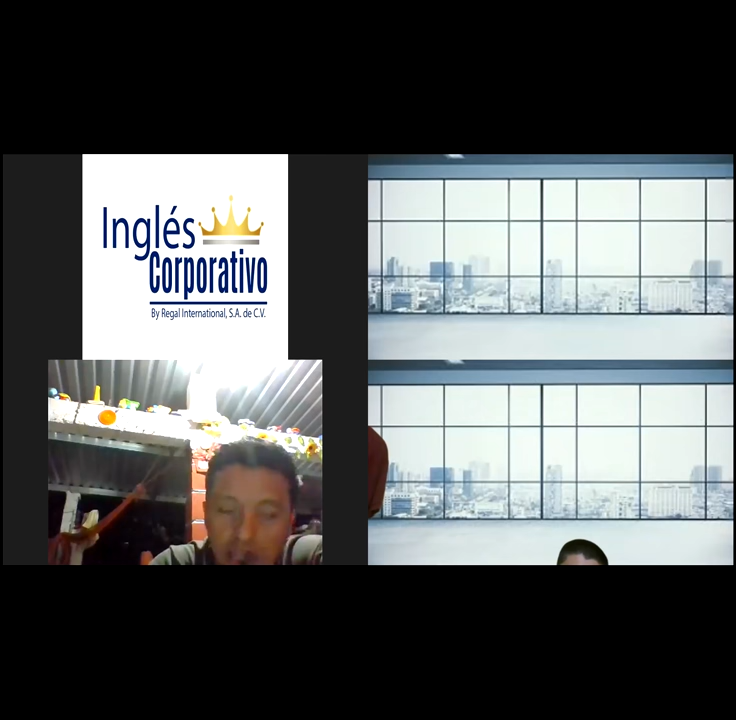 Inglés
Corporativo
By Regal International, S.A. de C.V.